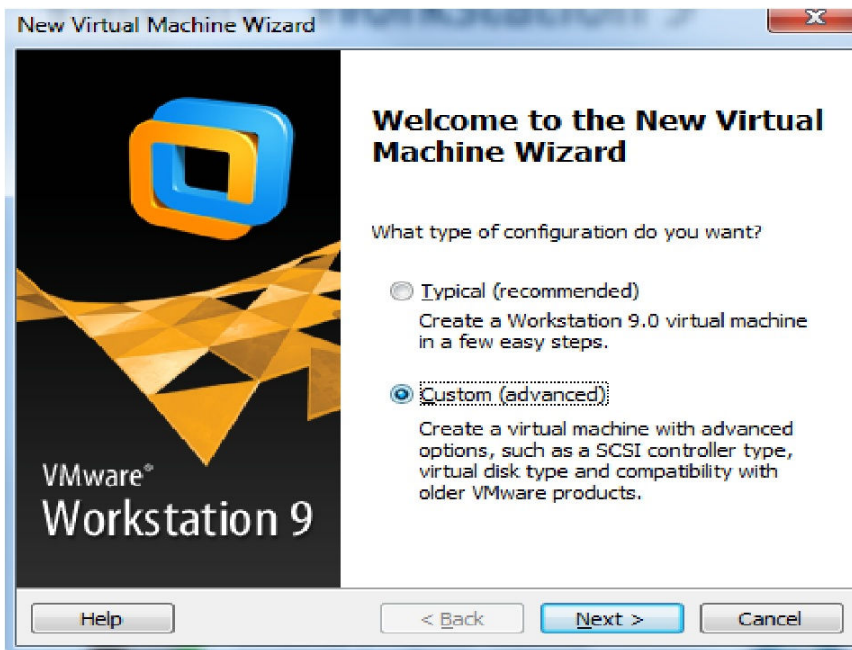 New Virtual Machine Wizard
Welcome to the New Virtual
Machine Wizard
What type of configuration do you want?
Typical (recommended)
Create a Workstation 9.0 virtual machine
in a few easy steps.
Custom (advanced)
Create a virtual machine with advanced
options, such as a SCSI controller type,
virtual disk type and compatibility with
older VMware products.
VMware®
Workstation 9
Help
< Back
Next >
Cancel